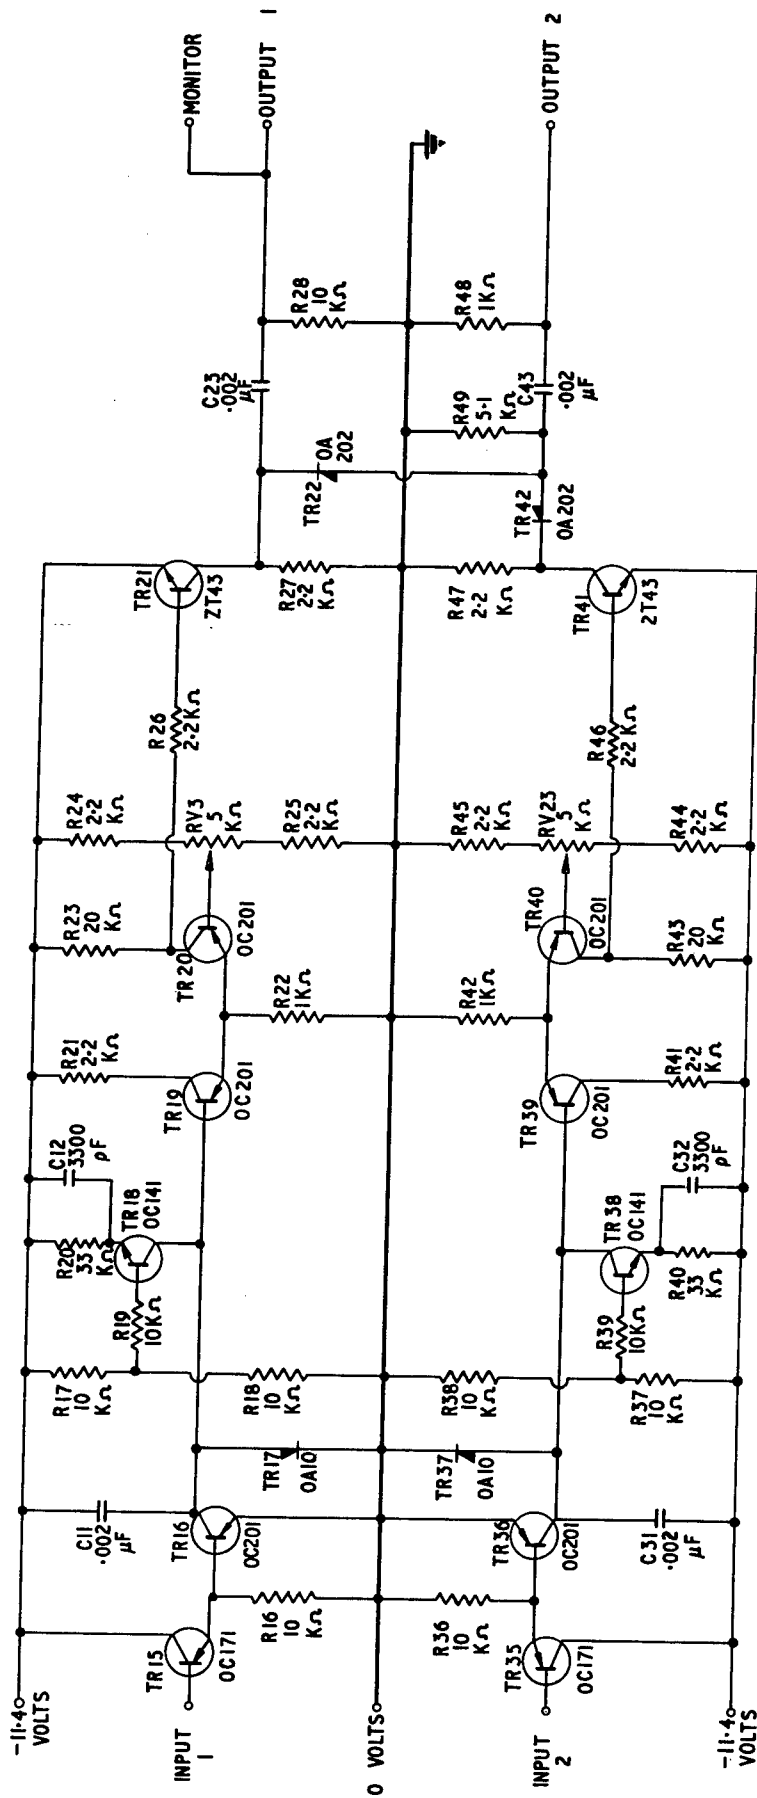 -11·4
VOLTS
INPUT
1
0 VOLTS
INPUT
2
-11·4
VOLTS
TR15
OC171
R16
10
KΩ
C11
·002
μF
TR16
OC201
TR17
OA10
R17
10
KΩ
R18
10
KΩ
R19
10KΩ
R20
33
KΩ
C12
3300
pF
TR18
OC141
R21
2·2
KΩ
TR19
OC201
R22
1KΩ
R23
20
KΩ
TR20
OC201
R24
2·2
KΩ
RV3
5
KΩ
R25
2·2
KΩ
R26
2·2KΩ
TR21
ZT43
R27
2·2
KΩ
TR22
OA
202
C23
·002
μF
R28
10
KΩ
MONITOR
OUTPUT 1
TR35
OC171
R36
10
KΩ
TR36
OC201
C31
·002
μF
TR37
OA10
R38
10
KΩ
R37
10
KΩ
R39
10KΩ
TR38
OC141
R40
33
KΩ
C32
3300
pF
TR39
OC201
R41
2·2
KΩ
R42
1KΩ
TR40
OC201
R43
20
KΩ
R45
2·2
KΩ
RV23
5
KΩ
R44
2·2
KΩ
R46
2·2KΩ
R47
2·2
KΩ
TR41
2T43
TR42
OA202
R49
5·1
KΩ
C43
·002
μF
R48
1KΩ
OUTPUT 2